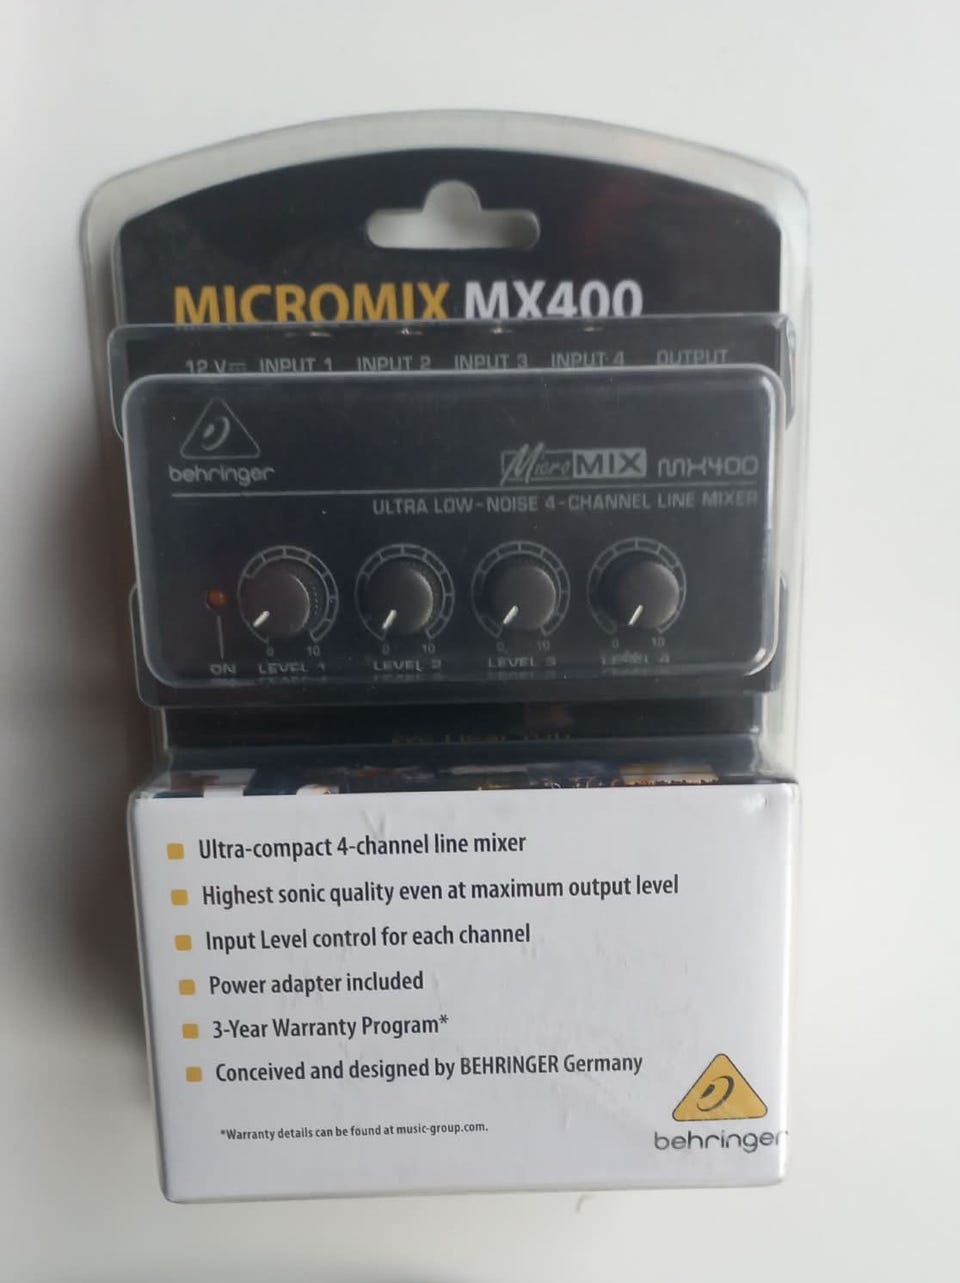 MICROMIX MX400
12 V⎓ INPUT 1 INPUT 2 INPUT 3 INPUT 4 OUTPUT
behringer
MicroMIX MX400
ULTRA LOW-NOISE 4-CHANNEL LINE MIXER
0 10 0 10 0 10 0 10
ON LEVEL 1 LEVEL 2 LEVEL 3 LEVEL 4
Ultra-compact 4-channel line mixer
Highest sonic quality even at maximum output level
Input Level control for each channel
Power adapter included
3-Year Warranty Program*
Conceived and designed by BEHRINGER Germany
*Warranty details can be found at music-group.com.
behringer